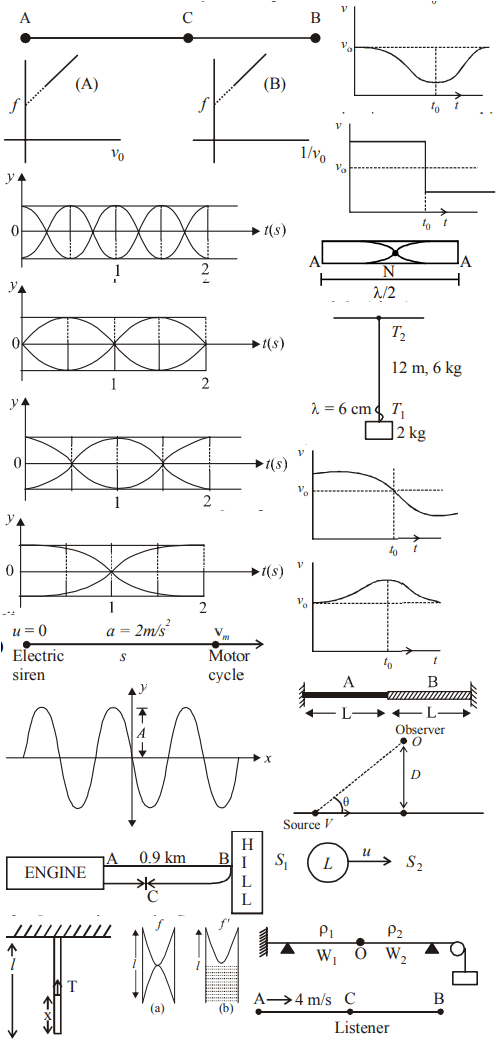 A C B
f (A)
v₀
f (B)
1/v₀
y
0 t(s)
1 2
y
0 t(s)
1 2
y
0 t(s)
1 2
y
0 t(s)
1 2
u = 0 a = 2m/s² vₘ
Electric siren s Motor cycle
y
A
x
ENGINE A 0.9 km B
C
HILL
l
T
x
f
l
(a)
f'
l
(b)
v
v₀
t₀ t
v
v₀
t₀ t
A A
N
λ/2
T₂
12 m, 6 kg
λ = 6 cm T₁
2 kg
v
v₀
t₀ t
v
v₀
t₀ t
A B
L L
Observer
O
D
θ
Source V
S₁ L u S₂
ρ₁ ρ₂
W₁ O W₂
A 4 m/s C B
Listener